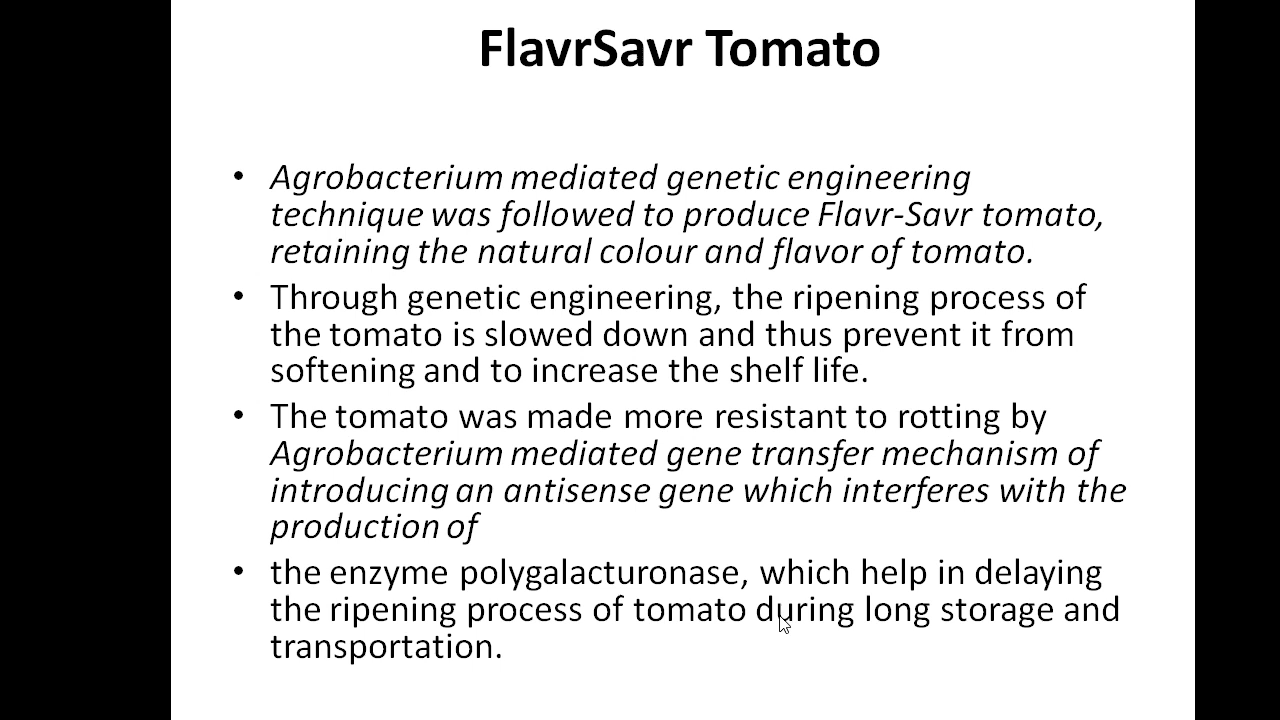 FlavrSavr Tomato
• Agrobacterium mediated genetic engineering
technique was followed to produce Flavr-Savr tomato,
retaining the natural colour and flavor of tomato.
• Through genetic engineering, the ripening process of
the tomato is slowed down and thus prevent it from
softening and to increase the shelf life.
• The tomato was made more resistant to rotting by
Agrobacterium mediated gene transfer mechanism of
introducing an antisense gene which interferes with the
production of
• the enzyme polygalacturonase, which help in delaying
the ripening process of tomato during long storage and
transportation.